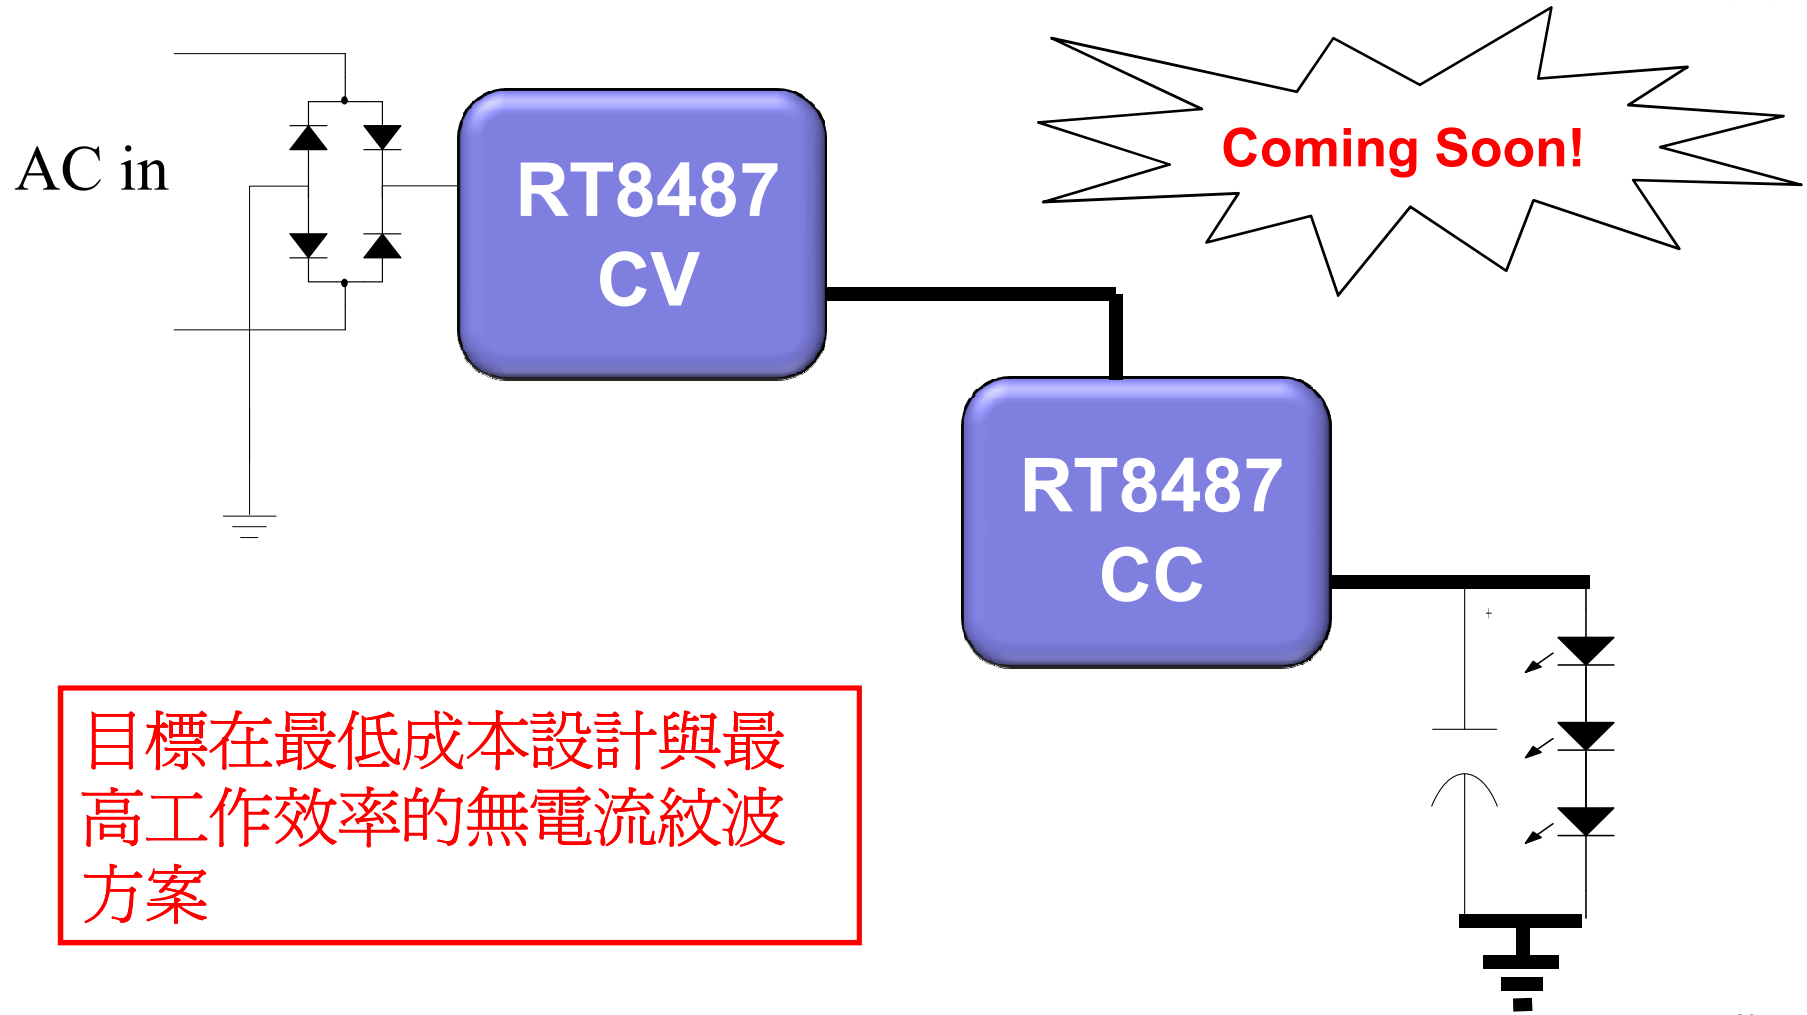 Coming Soon!
AC in
RT8487
CV
RT8487
CC
+
目標在最低成本設計與最
高工作效率的無電流紋波
方案